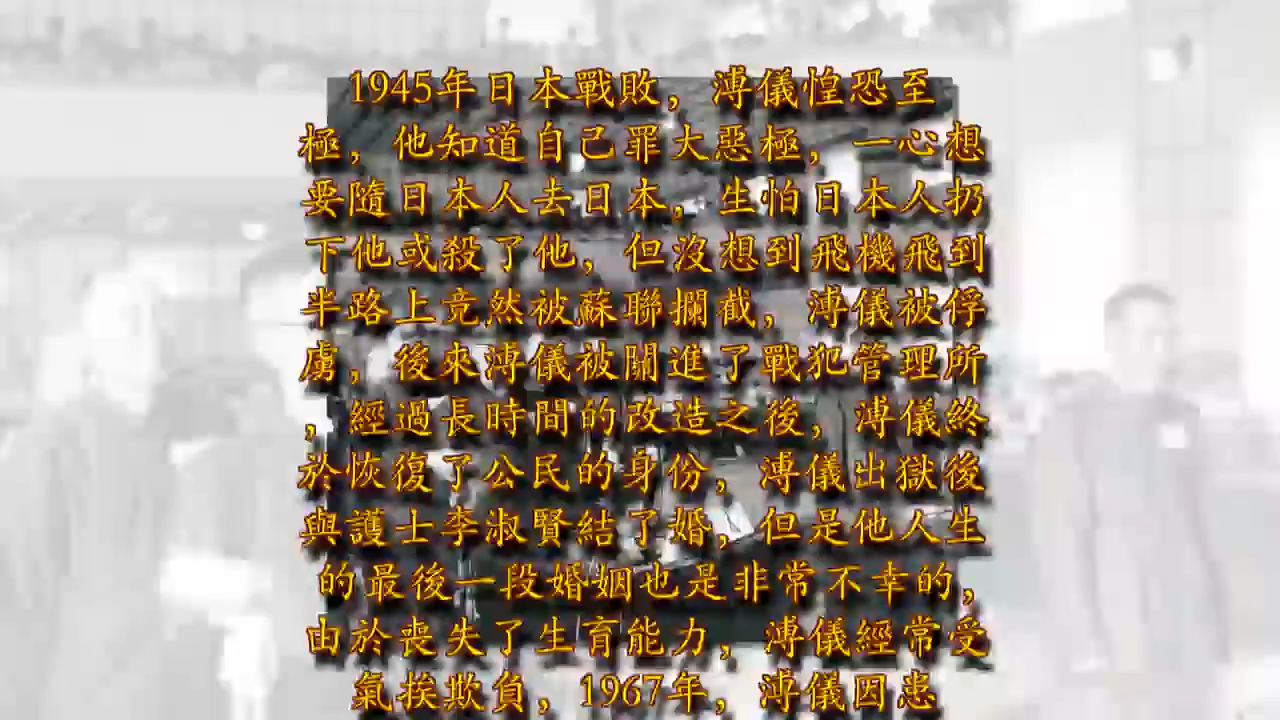 1945年日本戰敗，溥儀惶恐至
極，他知道自己罪大惡極，一心想
要隨日本人去日本，生怕日本人扔
下他或殺了他，但沒想到飛機飛到
半路上竟然被蘇聯攔截，溥儀被俘
虜，後來溥儀被關進了戰犯管理所
，經過長時間的改造之後，溥儀終
於恢復了公民的身份，溥儀出獄後
與護士李淑賢結了婚，但是他人生
的最後一段婚姻也是非常不幸的，
由於喪失了生育能力，溥儀經常受
氣挨欺負，1967年，溥儀因患